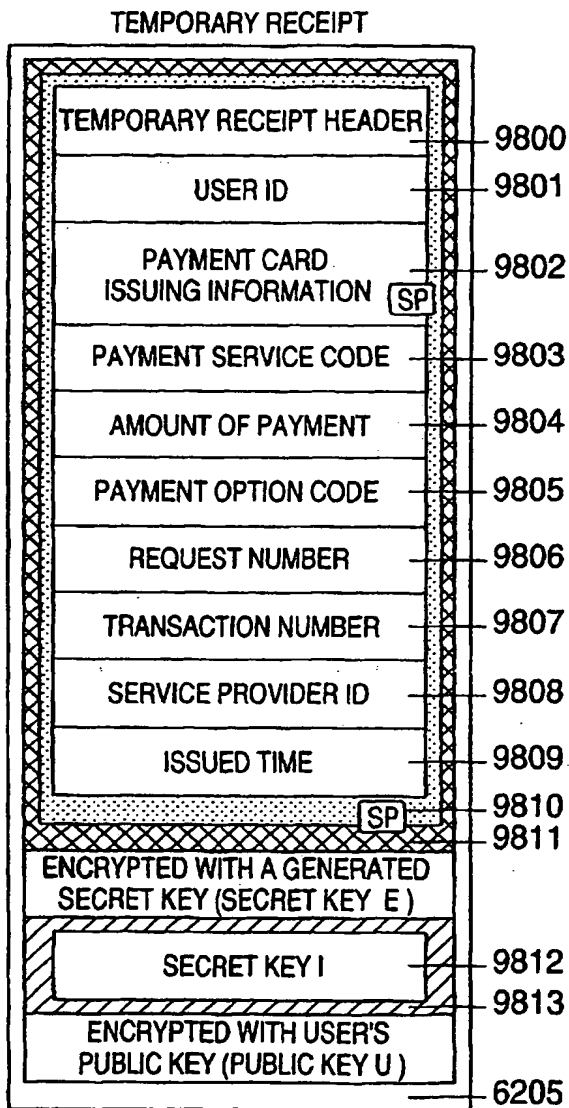 TEMPORARY RECEIPT
TEMPORARY RECEIPT HEADER
9800
USER ID
9801
PAYMENT CARD
ISSUING INFORMATION
9802
SP
PAYMENT SERVICE CODE
9803
AMOUNT OF PAYMENT
9804
PAYMENT OPTION CODE
9805
REQUEST NUMBER
9806
TRANSACTION NUMBER
9807
SERVICE PROVIDER ID
9808
ISSUED TIME
9809
SP
9810
9811
ENCRYPTED WITH A GENERATED
SECRET KEY (SECRET KEY E)
SECRET KEY I
9812
9813
ENCRYPTED WITH USER'S
PUBLIC KEY (PUBLIC KEY U)
6205